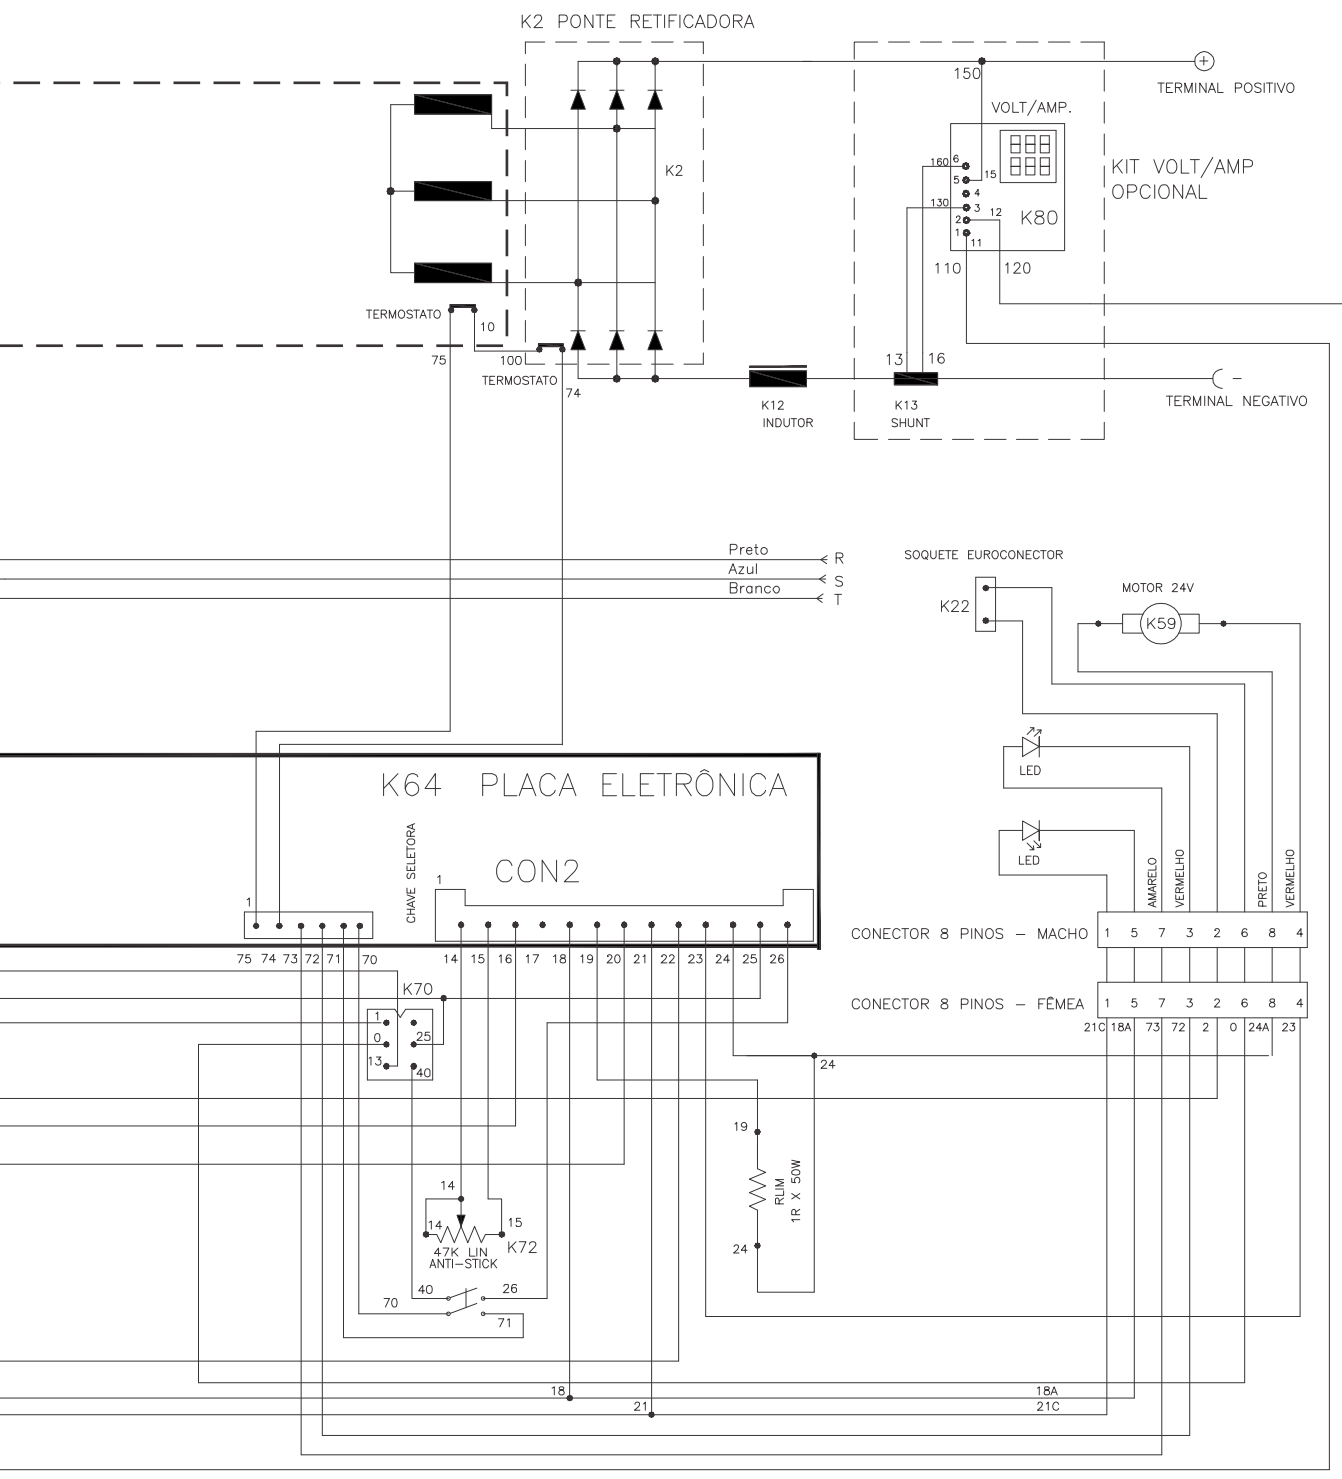 K2 PONTE RETIFICADORA
150
TERMINAL POSITIVO
VOLT/AMP.
KIT VOLT/AMP
OPCIONAL
K2
160 6
5 15
4
130 3
2 12
1
11
K80
110 120
TERMOSTATO
10
75
100
TERMOSTATO
74
13 16
K12
INDUTOR
K13
SHUNT
TERMINAL NEGATIVO
Preto R
Azul S
Branco T
SOQUETE EUROCONECTOR
K22
MOTOR 24V
K59
LED
LED
K64 PLACA ELETRÔNICA
CHAVE SELETORA
CON2
1
1
AMARELO
VERMELHO
PRETO
VERMELHO
CONECTOR 8 PINOS – MACHO
1 5 7 3 2 6 8 4
75 74 73 72 71 70
14 15 16 17 18 19 20 21 22 23 24 25 26
CONECTOR 8 PINOS – FÊMEA
1 5 7 3 2 6 8 4
21C 18A 73 72 2 0 24A 23
K70
1
0 25
13 40
24
19
RLIM
1R X 50W
24
14
14 15
47K LIN
ANTI–STICK
K72
40 26
70
71
18 18A
21 21C